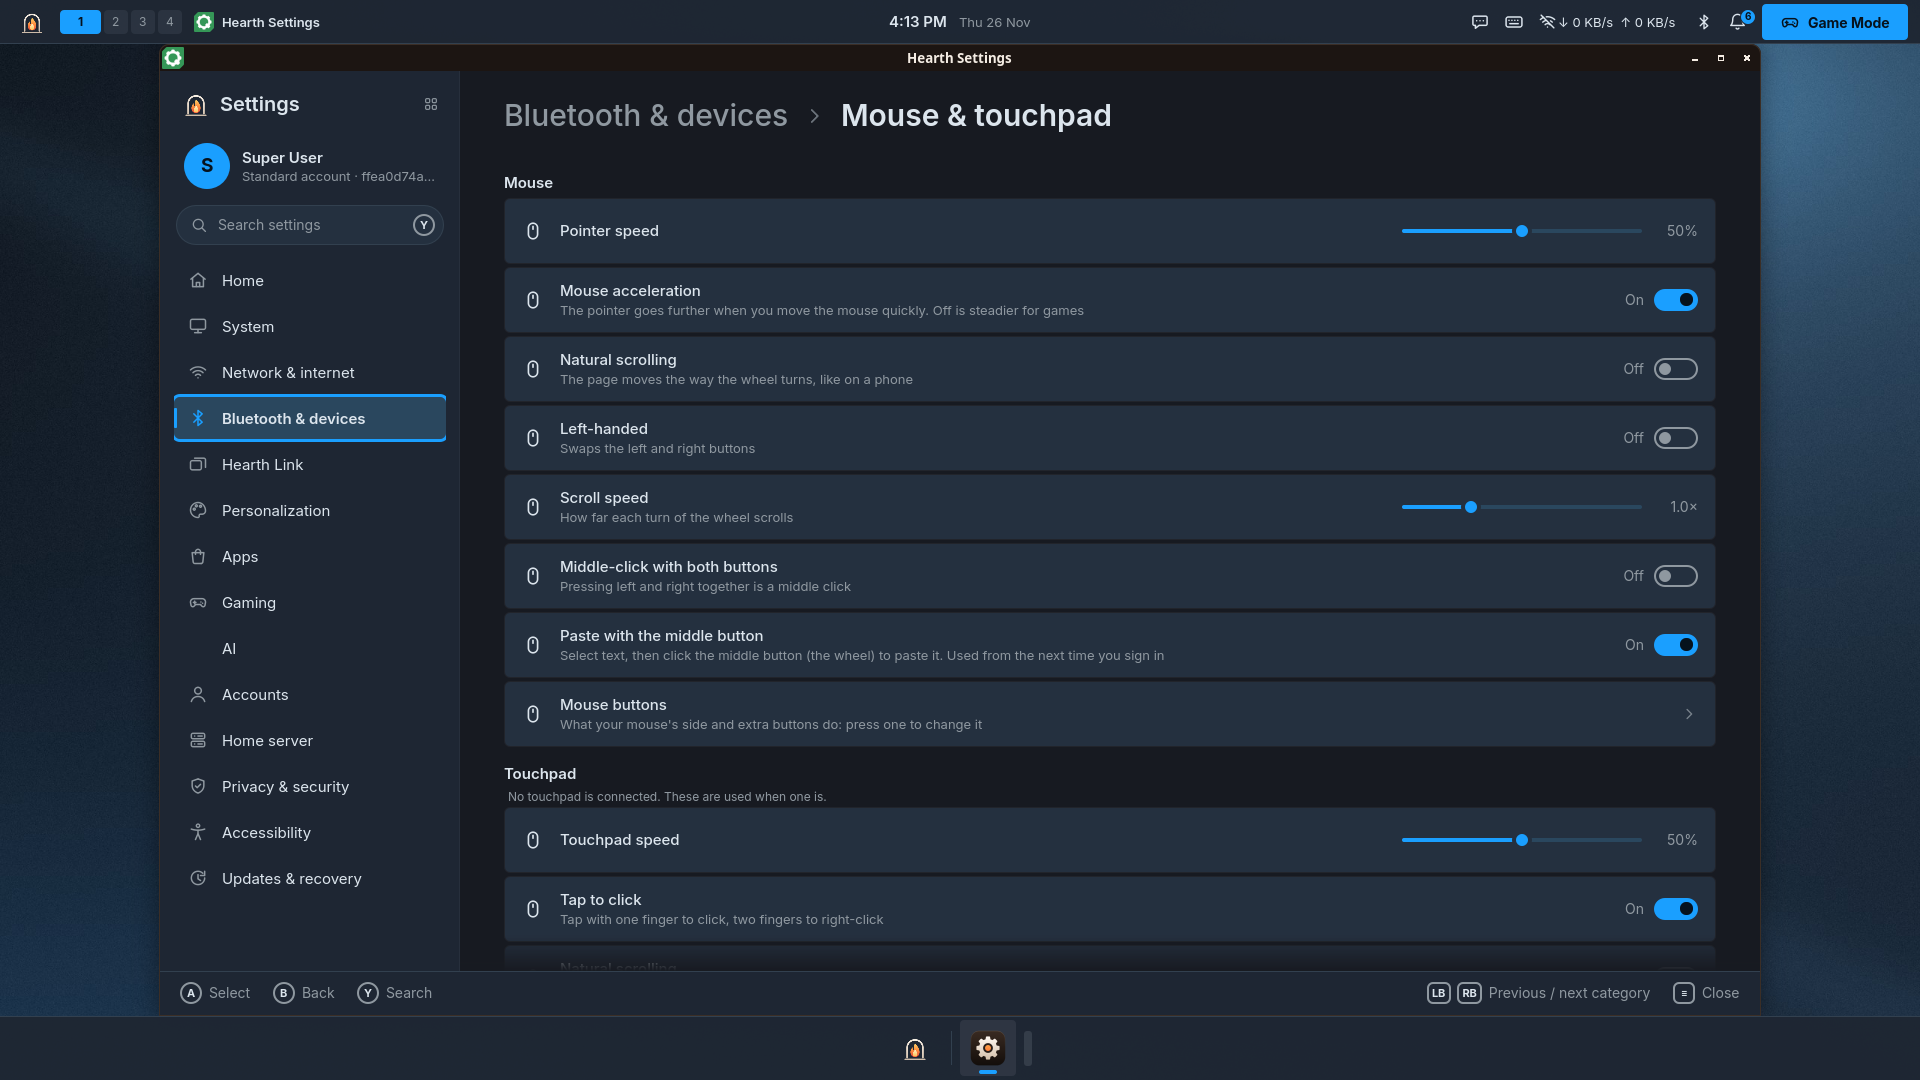 1 2 3 4 Hearth Settings
4:13 PM Thu 26 Nov
↓ 0 KB/s ↑ 0 KB/s
6
Game Mode
Hearth Settings
Settings
S
Super User
Standard account · ffea0d74a...
Search settings Y
Home
System
Network & internet
Bluetooth & devices
Hearth Link
Personalization
Apps
Gaming
AI
Accounts
Home server
Privacy & security
Accessibility
Updates & recovery
Bluetooth & devices > Mouse & touchpad
Mouse
Pointer speed 50%
Mouse acceleration
The pointer goes further when you move the mouse quickly. Off is steadier for games
On
Natural scrolling
The page moves the way the wheel turns, like on a phone
Off
Left-handed
Swaps the left and right buttons
Off
Scroll speed
How far each turn of the wheel scrolls
1.0×
Middle-click with both buttons
Pressing left and right together is a middle click
Off
Paste with the middle button
Select text, then click the middle button (the wheel) to paste it. Used from the next time you sign in
On
Mouse buttons
What your mouse's side and extra buttons do: press one to change it
Touchpad
No touchpad is connected. These are used when one is.
Touchpad speed 50%
Tap to click
Tap with one finger to click, two fingers to right-click
On
Natural scrolling
A Select B Back Y Search
LB RB Previous / next category Close